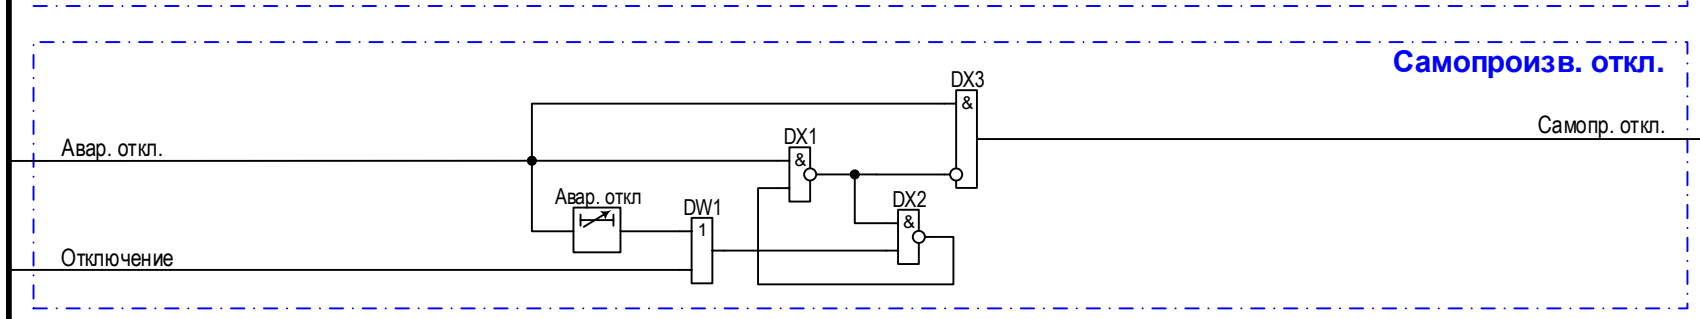 Самопроизв. откл.
DX3
&
Самопр. откл.
DX1
Авар. откл.
&
Авар. откл
DW1
DX2
1
&
Отключение